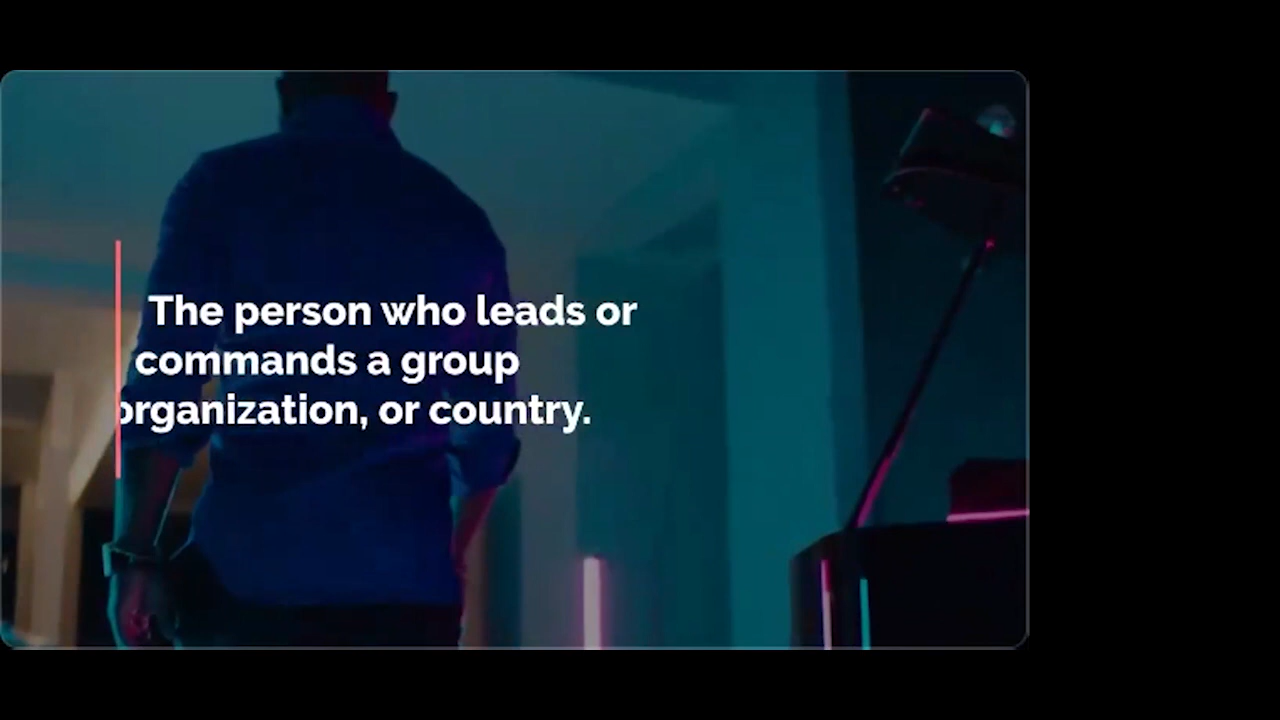 The person who leads or
commands a group
organization, or country.